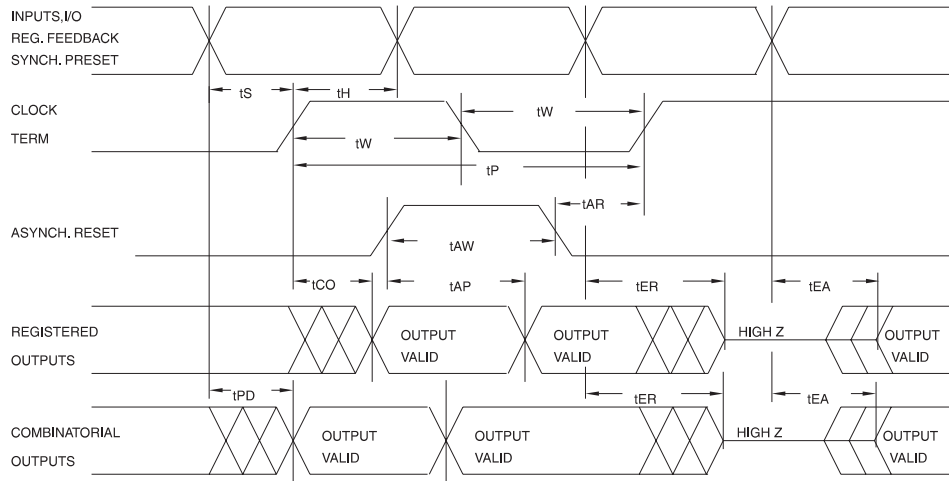 INPUTS,I/O
REG. FEEDBACK
SYNCH. PRESET
tS
tH
CLOCK
TERM
tW
tW
tP
tAR
ASYNCH. RESET
tAW
tCO
tAP
tER
tEA
REGISTERED
OUTPUTS
OUTPUT
VALID
OUTPUT
VALID
HIGH Z
OUTPUT
VALID
tPD
tER
tEA
COMBINATORIAL
OUTPUTS
OUTPUT
VALID
OUTPUT
VALID
HIGH Z
OUTPUT
VALID